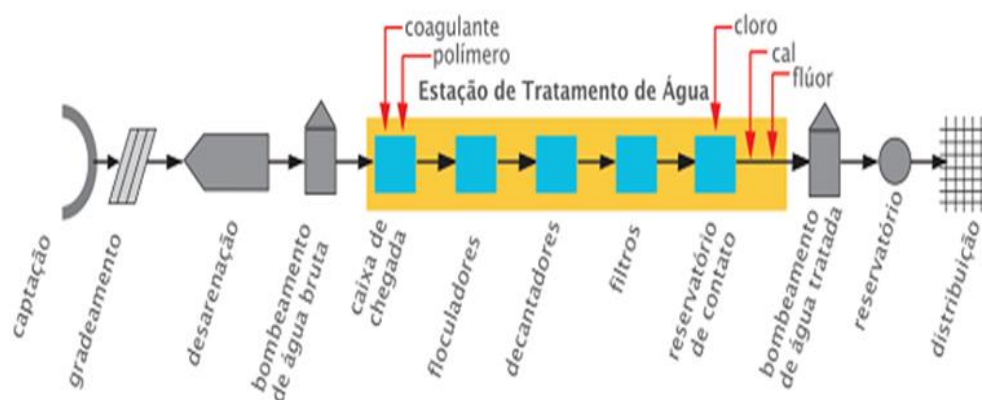 coagulante
polímero
cloro
cal
flúor
Estação de Tratamento de Água
captação
gradeamento
desarenação
bombeamento
de água bruta
caixa de
chegada
floculadores
decantadores
filtros
reservatório
de contato
bombeamento
de água tratada
reservatório
distribuição